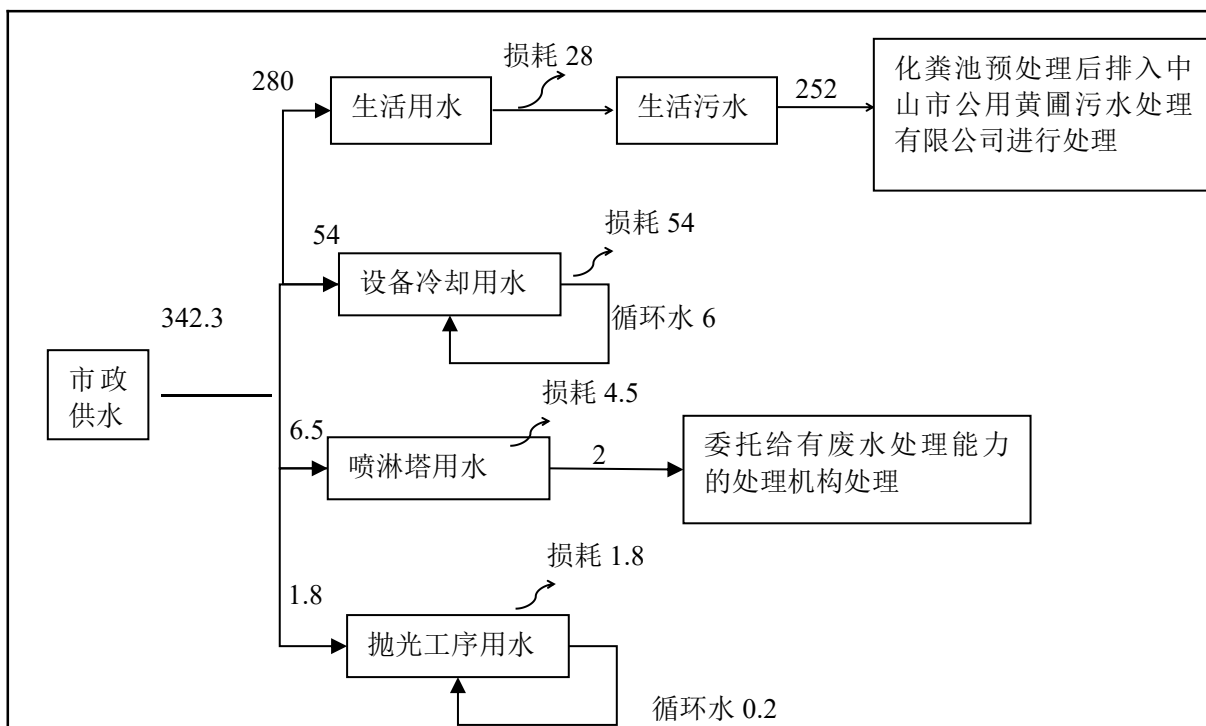 损耗 28
280
生活用水
生活污水
252
化粪池预处理后排入中
山市公用黄圃污水处理
有限公司进行处理
损耗 54
54
设备冷却用水
循环水 6
342.3
市政
供水
损耗 4.5
6.5
喷淋塔用水
2
委托给有废水处理能力
的处理机构处理
损耗 1.8
1.8
抛光工序用水
循环水 0.2